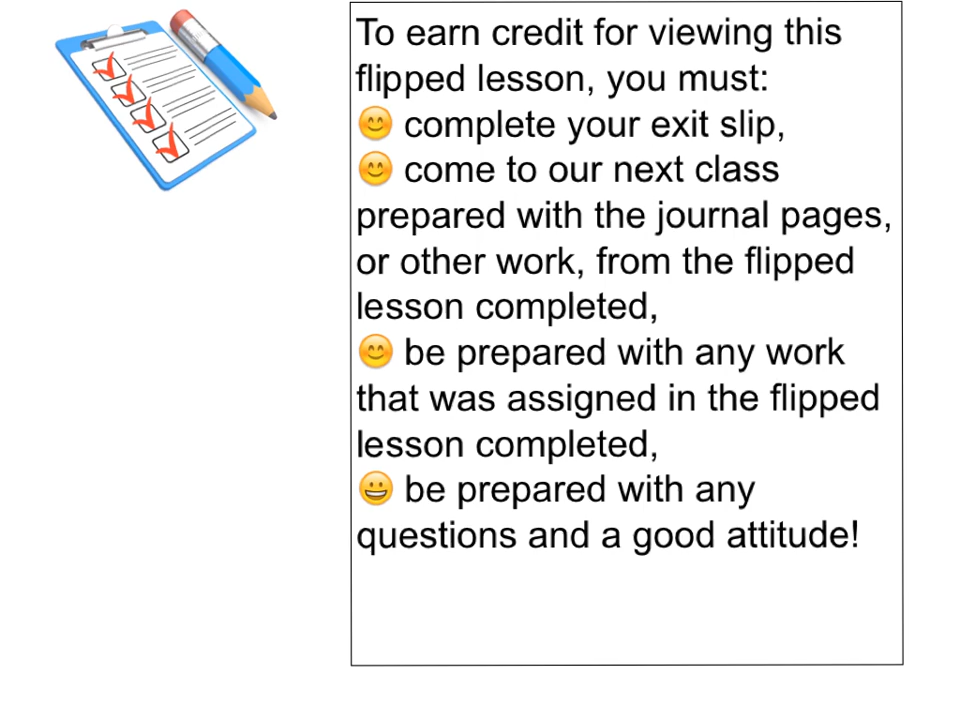 To earn credit for viewing this
flipped lesson, you must:
😊 complete your exit slip,
😊 come to our next class
prepared with the journal pages,
or other work, from the flipped
lesson completed,
😊 be prepared with any work
that was assigned in the flipped
lesson completed,
😀 be prepared with any
questions and a good attitude!